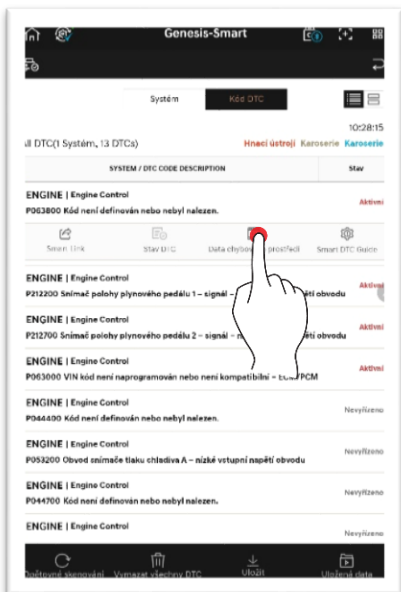 Genesis-Smart
Systém
Kód DTC
10:28:15
All DTC(1 Systém, 13 DTCs)
Hnací ústrojí Karoserie Karoserie
SYSTEM / DTC CODE DESCRIPTION
Stav
ENGINE | Engine Control
P063800 Kód není definován nebo nebyl nalezen.
Aktivní
Smart Link
Stav DTC
Data chybového prostředí
Smart DTC Guide
ENGINE | Engine Control
P212200 Snímač polohy plynového pedálu 1 – signál – obvodu
Aktivní
ENGINE | Engine Control
P212700 Snímač polohy plynového pedálu 2 – signál – obvodu
Aktivní
ENGINE | Engine Control
P063000 VIN kód není naprogramován nebo není kompatibilní – ECM/PCM
Aktivní
ENGINE | Engine Control
P044400 Kód není definován nebo nebyl nalezen.
Nevyřízeno
ENGINE | Engine Control
P053200 Obvod snímače tlaku chladiva A – nízké vstupní napětí obvodu
Nevyřízeno
ENGINE | Engine Control
P044700 Kód není definován nebo nebyl nalezen.
Nevyřízeno
ENGINE | Engine Control
Nevyřízeno
Opětovné skenování
Vymazat všechny DTC
Uložit
Uložená data